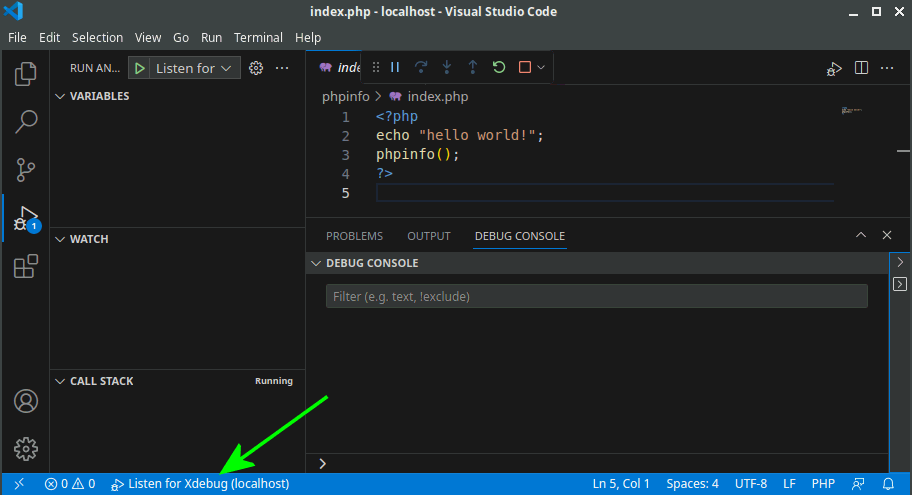 index.php - localhost - Visual Studio Code
File Edit Selection View Go Run Terminal Help
RUN AN... Listen for
VARIABLES
WATCH
CALL STACK Running
inde
phpinfo > index.php
1 <?php
2 echo "hello world!";
3 phpinfo();
4 ?>
5
PROBLEMS OUTPUT DEBUG CONSOLE
DEBUG CONSOLE
Filter (e.g. text, !exclude)
1
0 0 Listen for Xdebug (localhost) Ln 5, Col 1 Spaces: 4 UTF-8 LF PHP